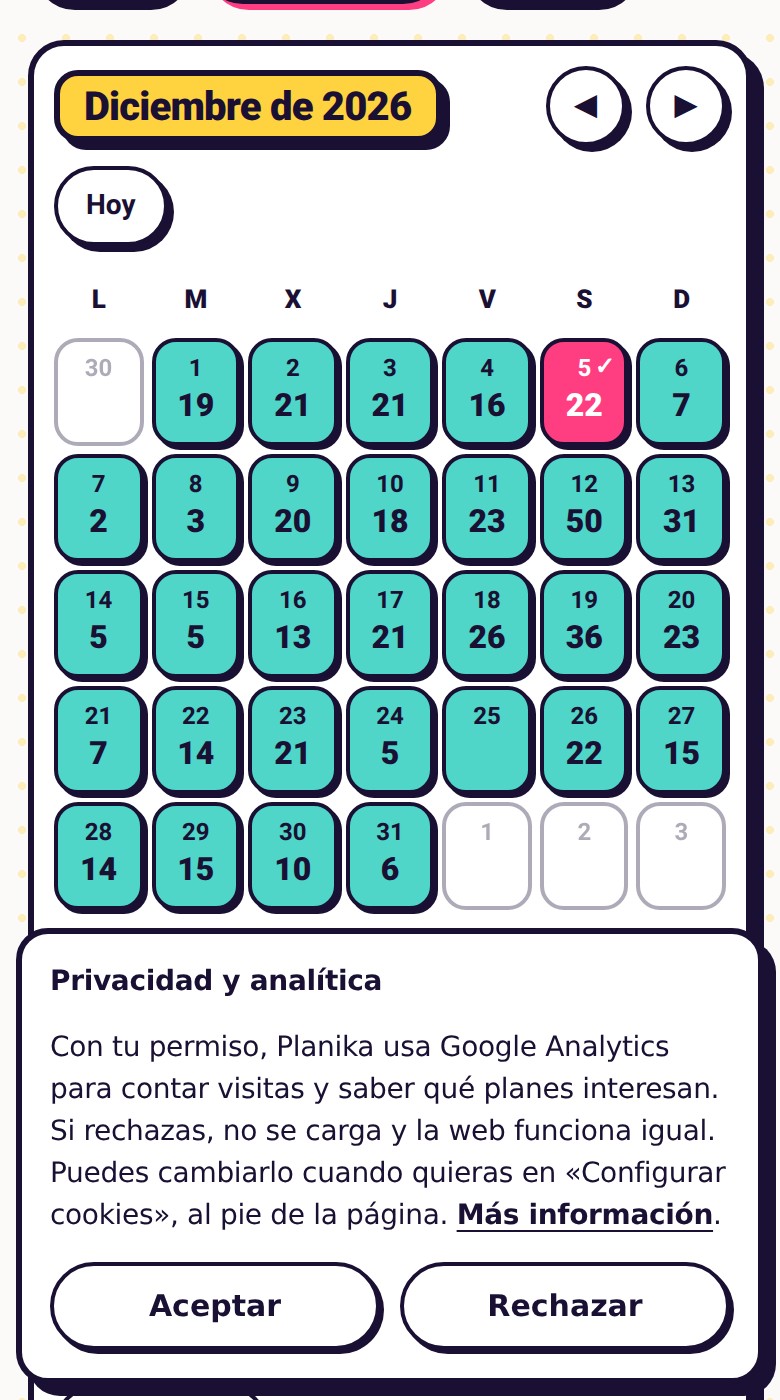 Diciembre de 2026 ◀ ▶
Hoy
L M X J V S D
30 1 2 3 4 5 ✓ 6
19 21 21 16 22 7
7 8 9 10 11 12 13
2 3 20 18 23 50 31
14 15 16 17 18 19 20
5 5 13 21 26 36 23
21 22 23 24 25 26 27
7 14 21 5 22 15
28 29 30 31 1 2 3
14 15 10 6
Privacidad y analítica
Con tu permiso, Planika usa Google Analytics
para contar visitas y saber qué planes interesan.
Si rechazas, no se carga y la web funciona igual.
Puedes cambiarlo cuando quieras en «Configurar
cookies», al pie de la página. Más información.
Aceptar Rechazar